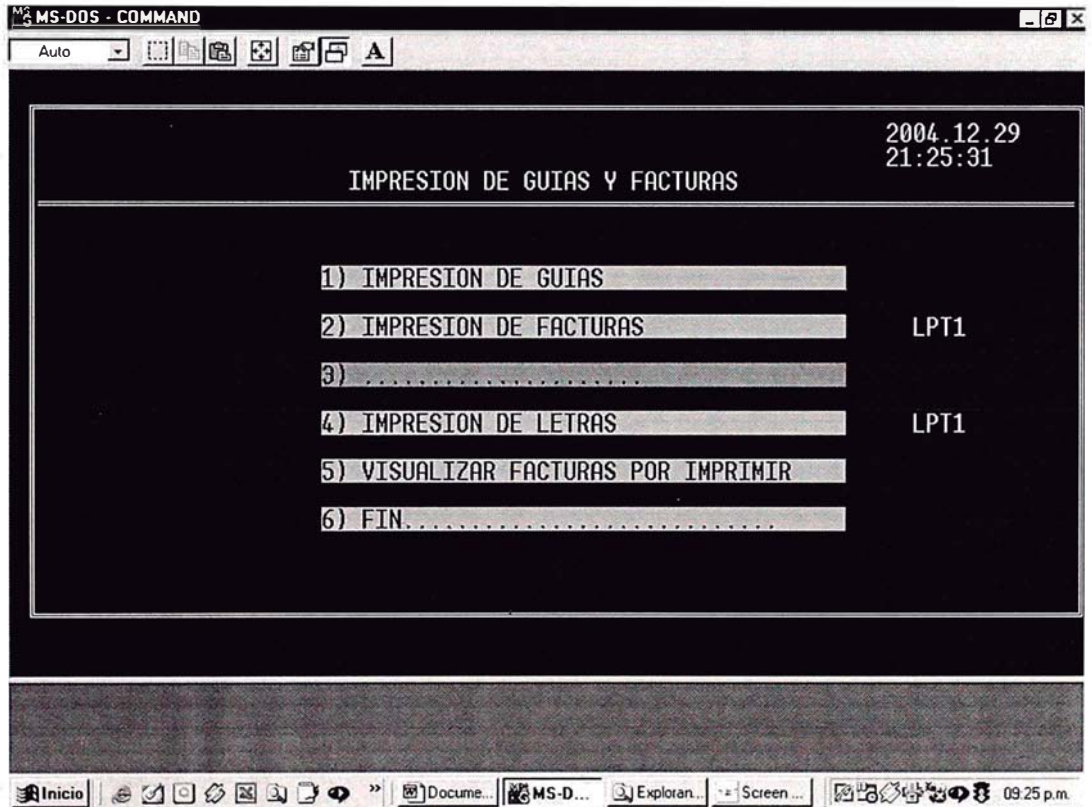 MS-DOS - COMMAND
Auto
A
2004.12.29
21:25:31
IMPRESION DE GUIAS Y FACTURAS
1) IMPRESION DE GUIAS
2) IMPRESION DE FACTURAS LPT1
3) .....................
4) IMPRESION DE LETRAS LPT1
5) VISUALIZAR FACTURAS POR IMPRIMIR
6) FIN............................
Inicio » Docume... MS-D... Exploran... Screen ... 09:25 p.m.